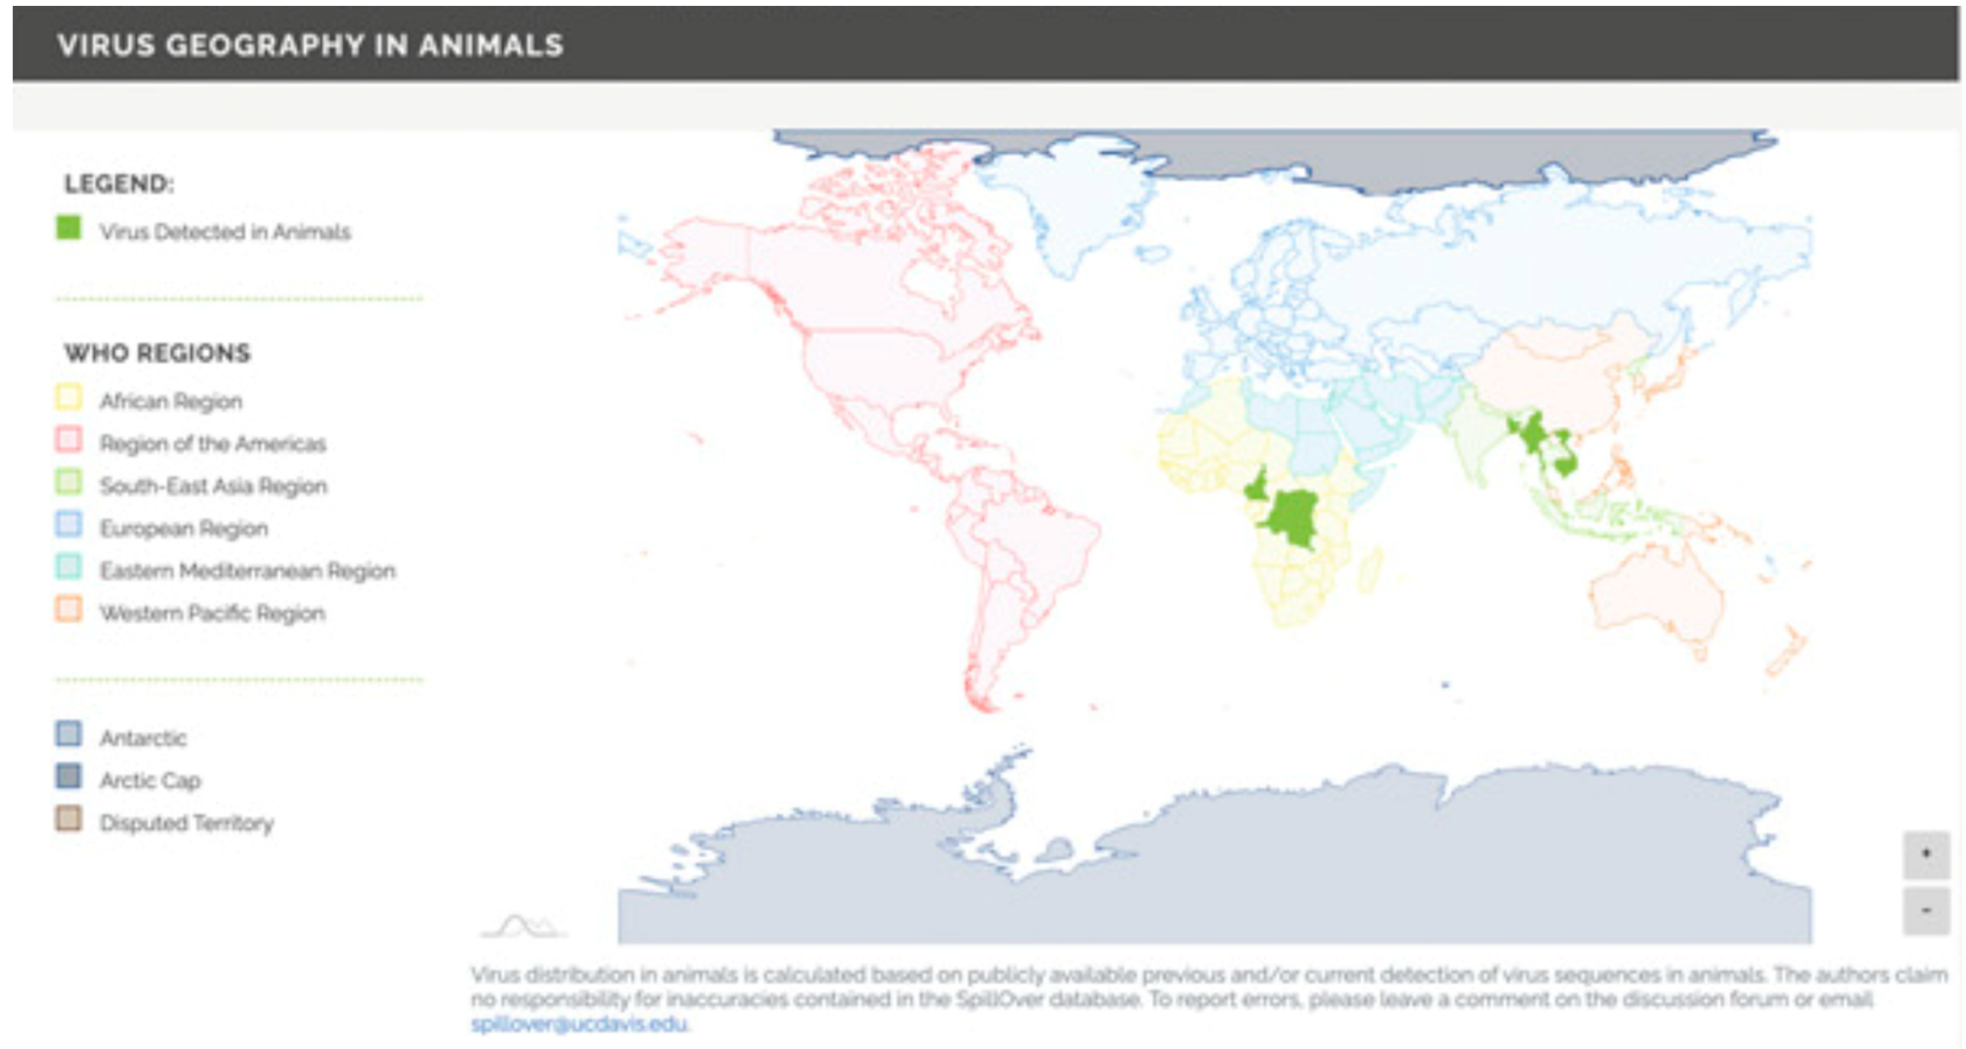 VIRUS GEOGRAPHY IN ANIMALS
LEGEND:
Virus Detected in Animals
WHO REGIONS
African Region
Region of the Americas
South-East Asia Region
European Region
Eastern Mediterranean Region
Western Pacific Region
Antarctic
Arctic Cap
Disputed Territory
+
-
Virus distribution in animals is calculated based on publicly available previous and/or current detection of virus sequences in animals. The authors claim
no responsibility for inaccuracies contained in the SpillOver database. To report errors, please leave a comment on the discussion forum or email
spillover@ucdavis.edu.